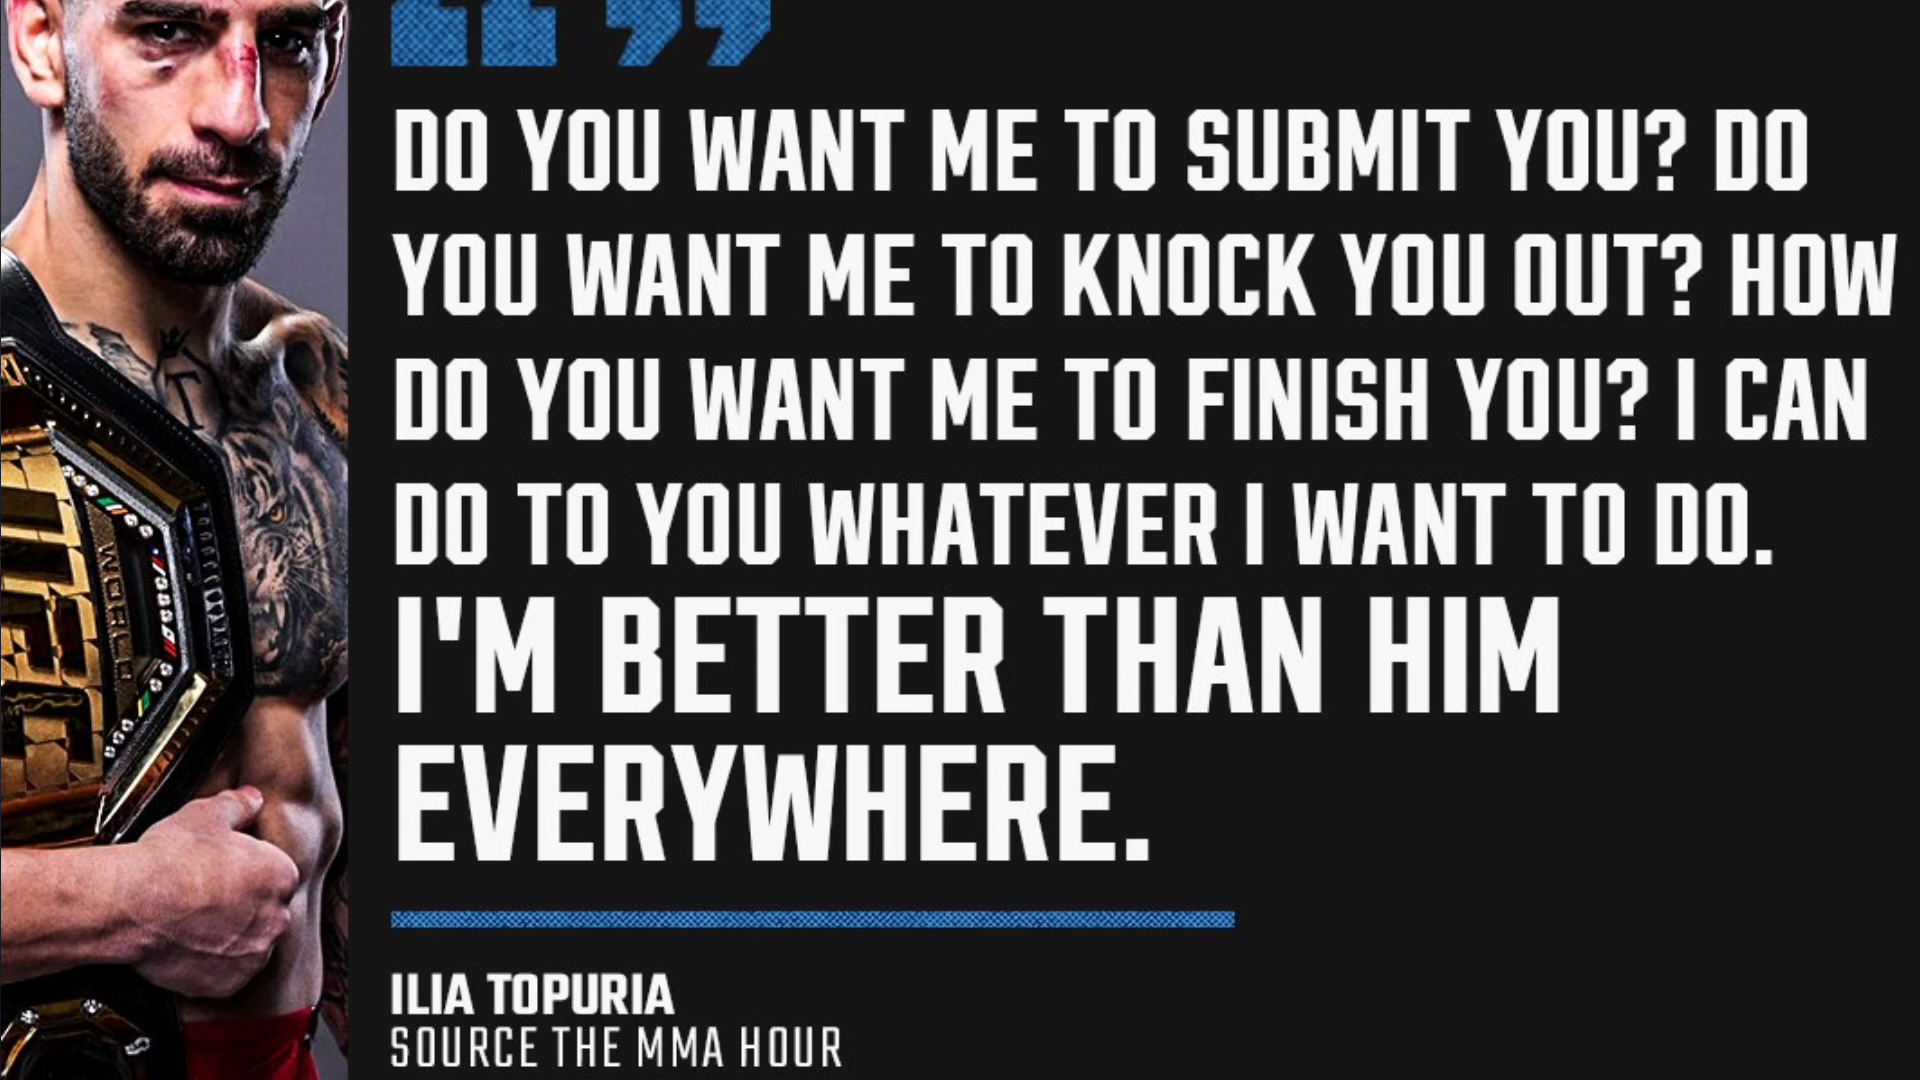 DO YOU WANT ME TO SUBMIT YOU? DO
YOU WANT ME TO KNOCK YOU OUT? HOW
DO YOU WANT ME TO FINISH YOU? I CAN
DO TO YOU WHATEVER I WANT TO DO.
I'M BETTER THAN HIM
EVERYWHERE.
ILIA TOPURIA
SOURCE THE MMA HOUR
WORLD
T